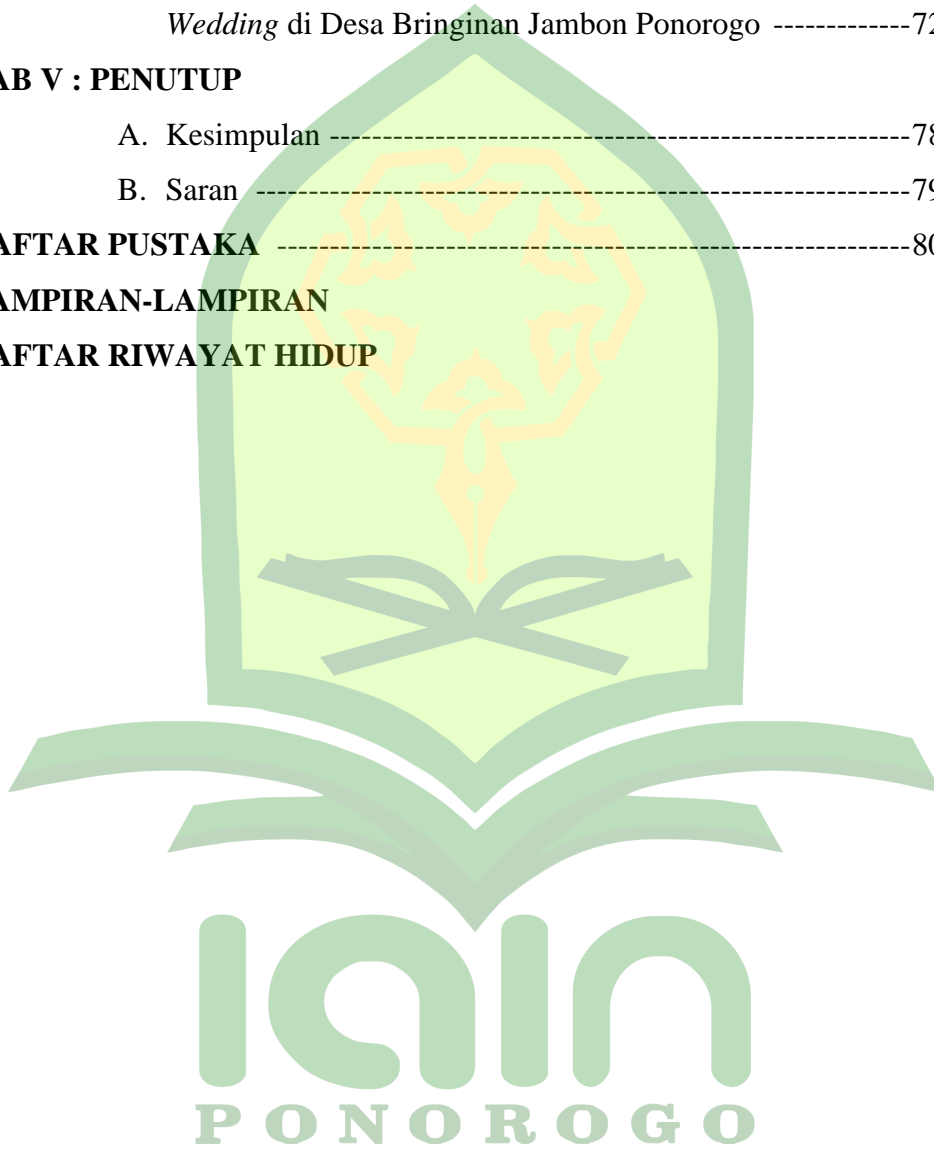 Wedding di Desa Bringinan Jambon Ponorogo -------------72
AB V : PENUTUP
A. Kesimpulan -------------------------------------------------------78
B. Saran --------------------------------------------------------------79
AFTAR PUSTAKA ------------------------------------------------------------80
AMPIRAN-LAMPIRAN
AFTAR RIWAYAT HIDUP
iain
PONOROGO